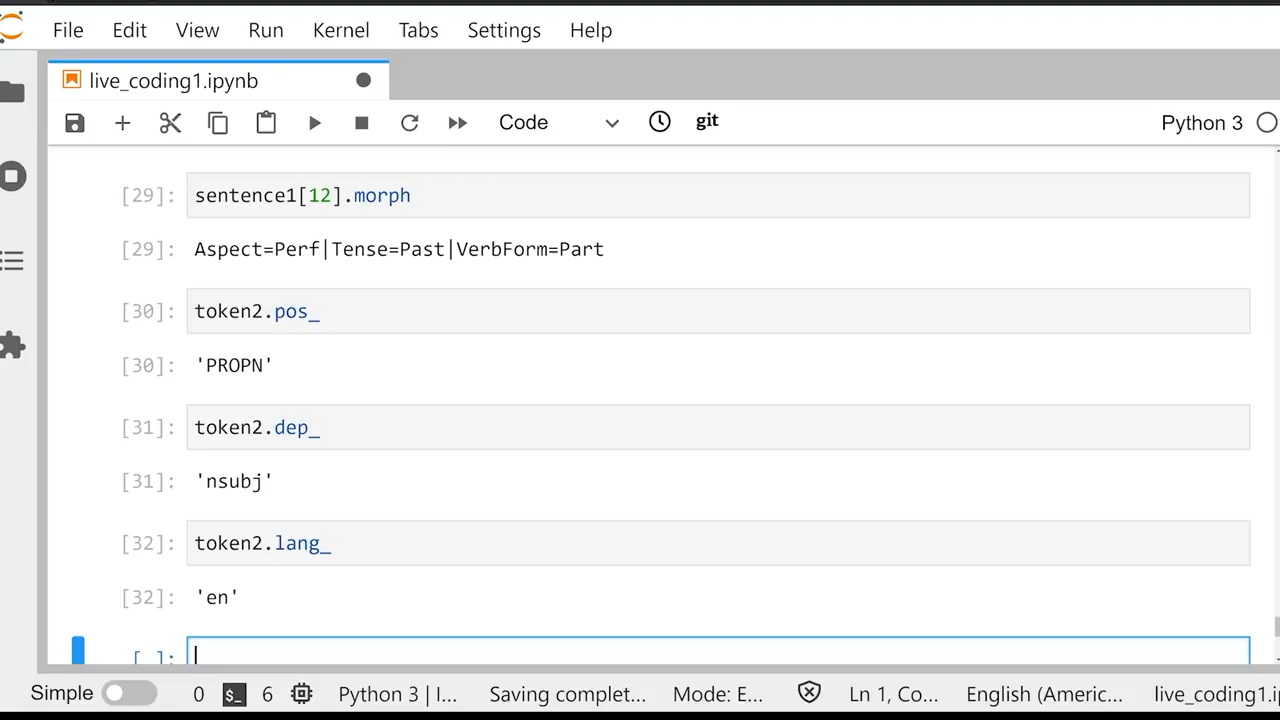 File Edit View Run Kernel Tabs Settings Help
live_coding1.ipynb
Code git Python 3
[29]: sentence1[12].morph
[29]: Aspect=Perf|Tense=Past|VerbForm=Part
[30]: token2.pos_
[30]: 'PROPN'
[31]: token2.dep_
[31]: 'nsubj'
[32]: token2.lang_
[32]: 'en'
[ ]:
Simple 0 $_ 6 Python 3 | I... Saving complet... Mode: E... Ln 1, Co... English (Americ... live_coding1.i